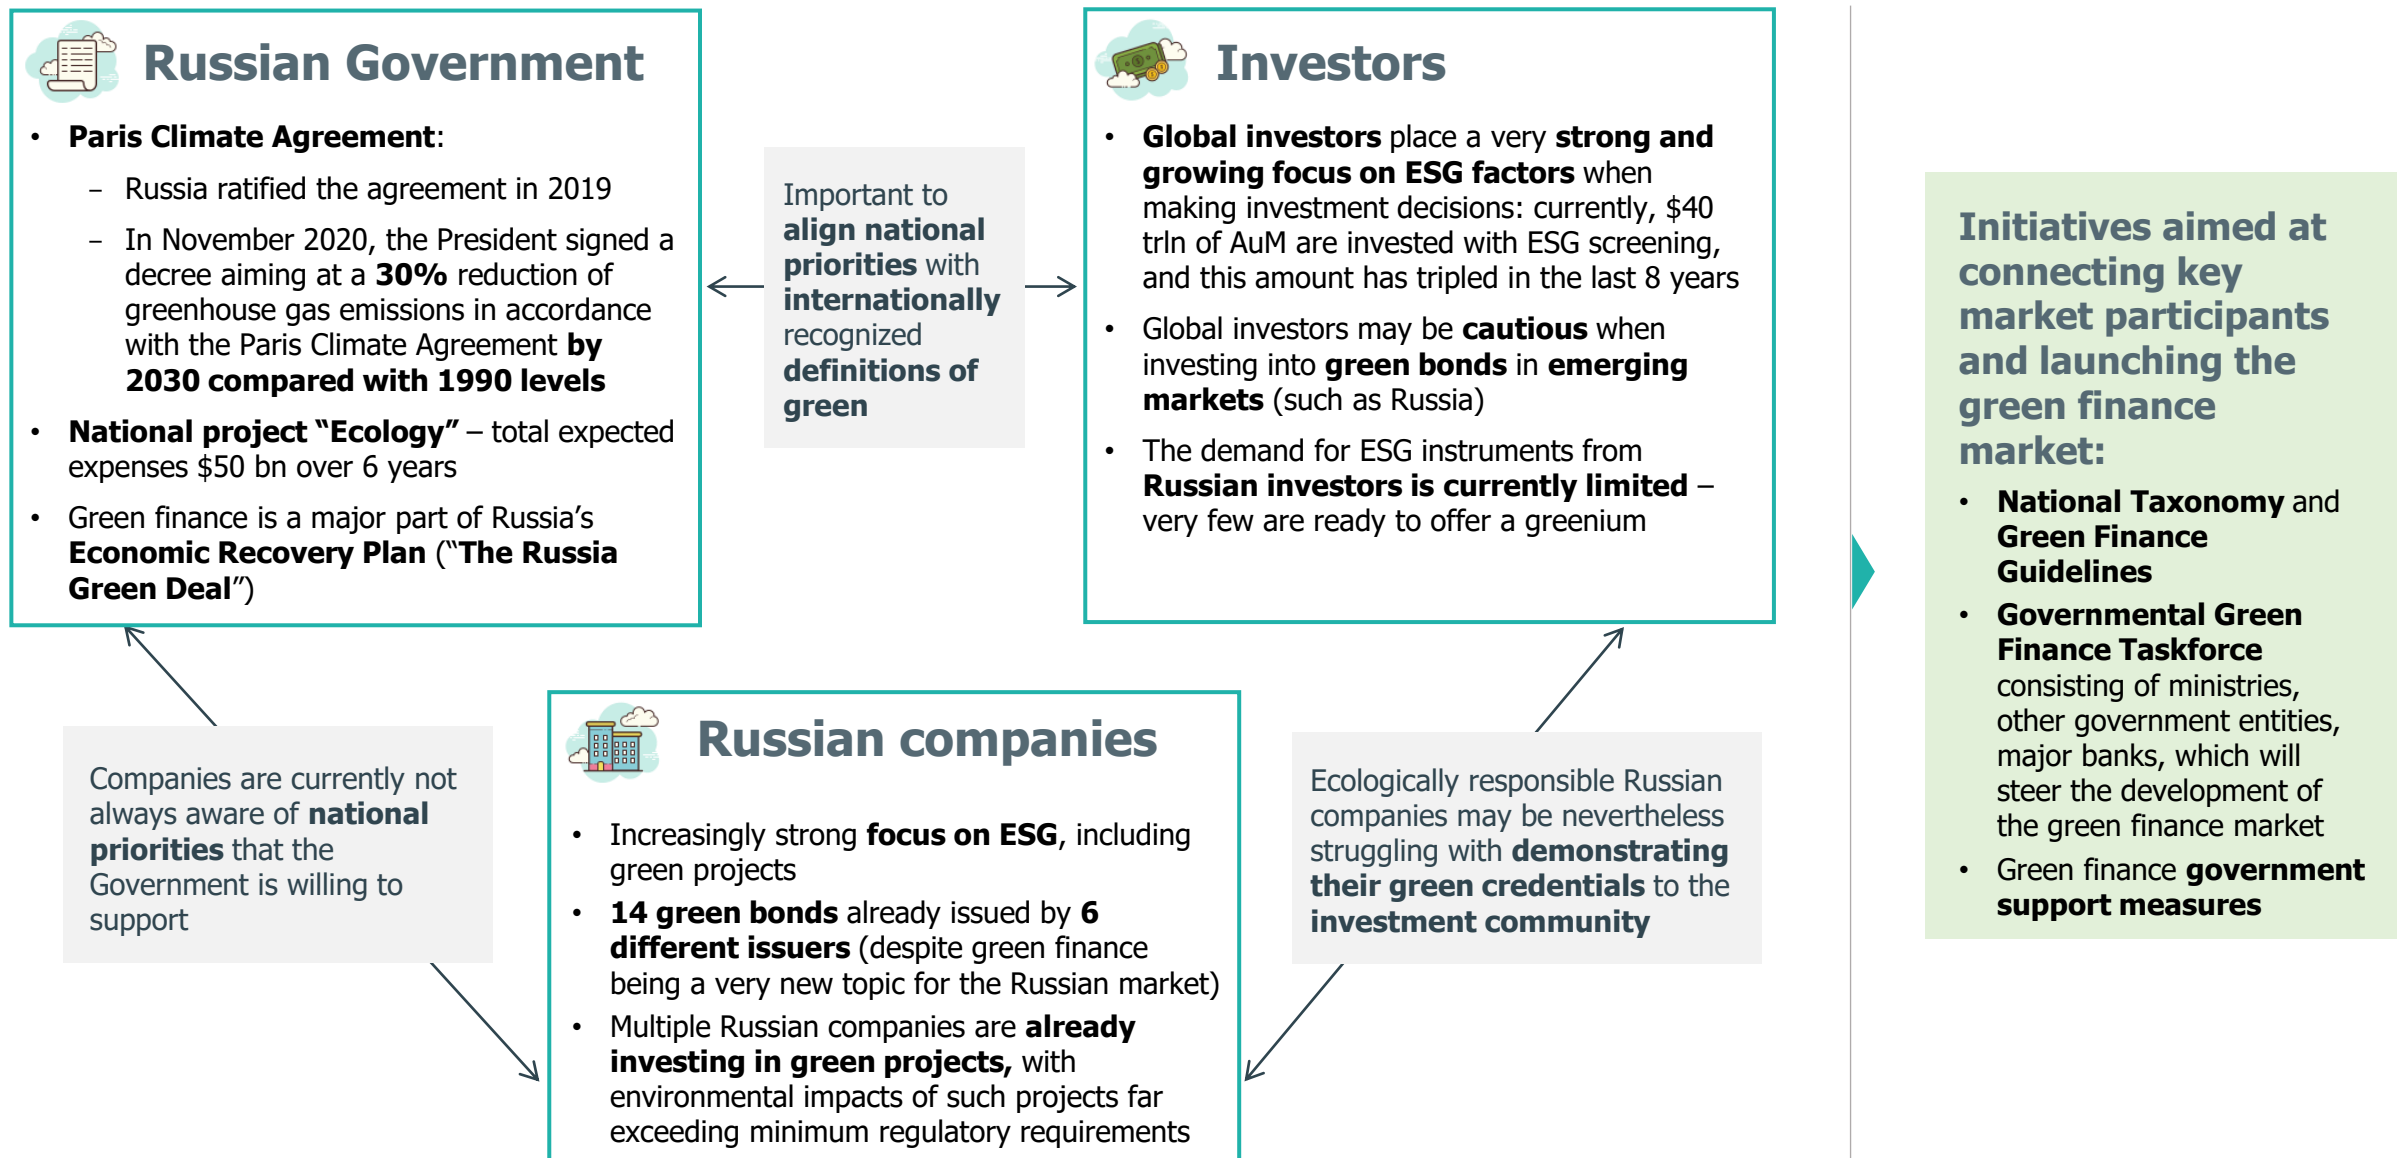 Russian Government
• Paris Climate Agreement:
– Russia ratified the agreement in 2019
– In November 2020, the President signed a
decree aiming at a 30% reduction of
greenhouse gas emissions in accordance
with the Paris Climate Agreement by
2030 compared with 1990 levels
• National project “Ecology” – total expected
expenses $50 bn over 6 years
• Green finance is a major part of Russia’s
Economic Recovery Plan (“The Russia
Green Deal”)
Important to
align national
priorities with
internationally
recognized
definitions of
green
Investors
• Global investors place a very strong and
growing focus on ESG factors when
making investment decisions: currently, $40
trln of AuM are invested with ESG screening,
and this amount has tripled in the last 8 years
• Global investors may be cautious when
investing into green bonds in emerging
markets (such as Russia)
• The demand for ESG instruments from
Russian investors is currently limited –
very few are ready to offer a greenium
Companies are currently not
always aware of national
priorities that the
Government is willing to
support
Russian companies
• Increasingly strong focus on ESG, including
green projects
• 14 green bonds already issued by 6
different issuers (despite green finance
being a very new topic for the Russian market)
• Multiple Russian companies are already
investing in green projects, with
environmental impacts of such projects far
exceeding minimum regulatory requirements
Ecologically responsible Russian
companies may be nevertheless
struggling with demonstrating
their green credentials to the
investment community
Initiatives aimed at
connecting key
market participants
and launching the
green finance
market:
• National Taxonomy and
Green Finance
Guidelines
• Governmental Green
Finance Taskforce
consisting of ministries,
other government entities,
major banks, which will
steer the development of
the green finance market
• Green finance government
support measures